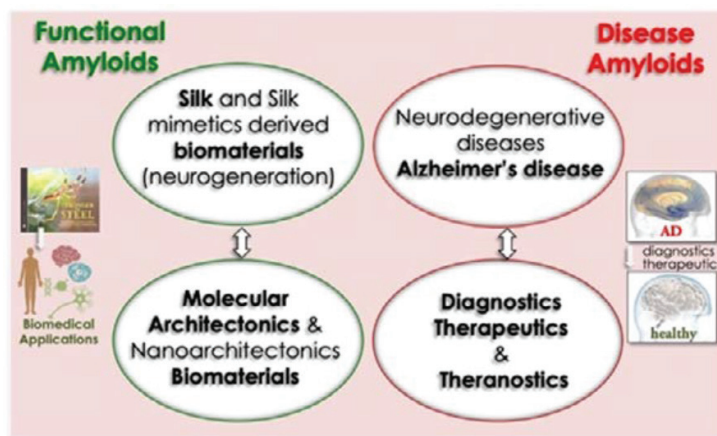 Functional
Amyloids
Disease
Amyloids
Silk and Silk
mimetics derived
biomaterials
(neurogeneration)
Neurodegenerative
diseases
Alzheimer's disease
STEEL
Biomedical
Applications
Molecular
Architectonics &
Nanoarchitectonics
Biomaterials
Diagnostics
Therapeutics
&
Theranostics
AD
diagnostics
therapeutic
healthy